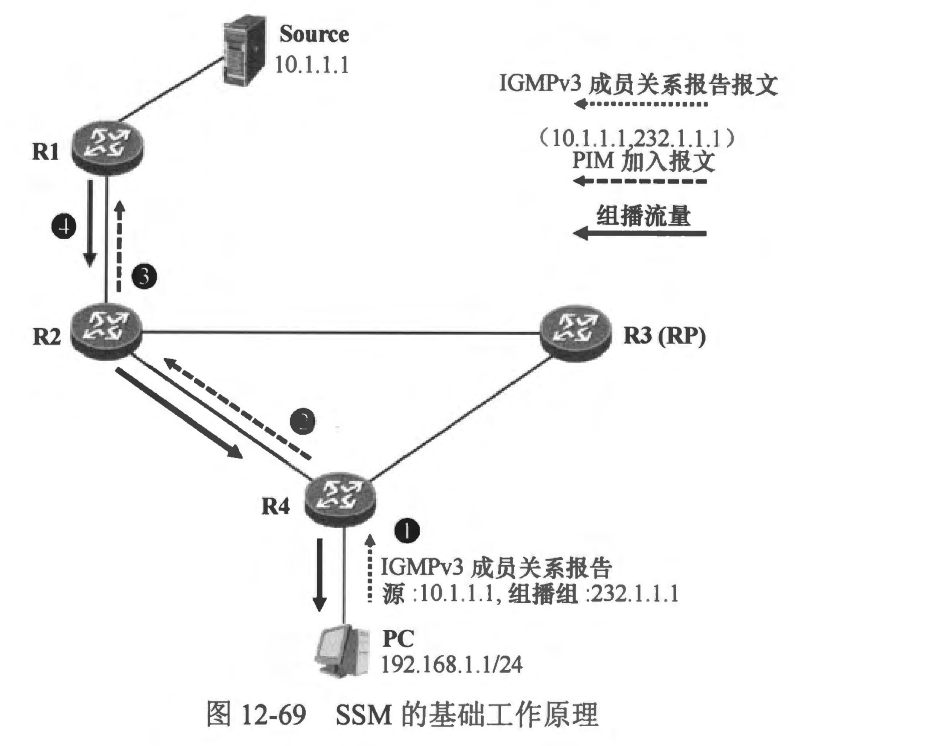 Source
10.1.1.1
IGMPv3 成员关系报告报文
R1
（10.1.1.1,232.1.1.1）
PIM 加入报文
组播流量
4
3
R2
R3 (RP)
2
R4
1
IGMPv3 成员关系报告
源 :10.1.1.1, 组播组 :232.1.1.1
PC
192.168.1.1/24
图 12-69 SSM 的基础工作原理